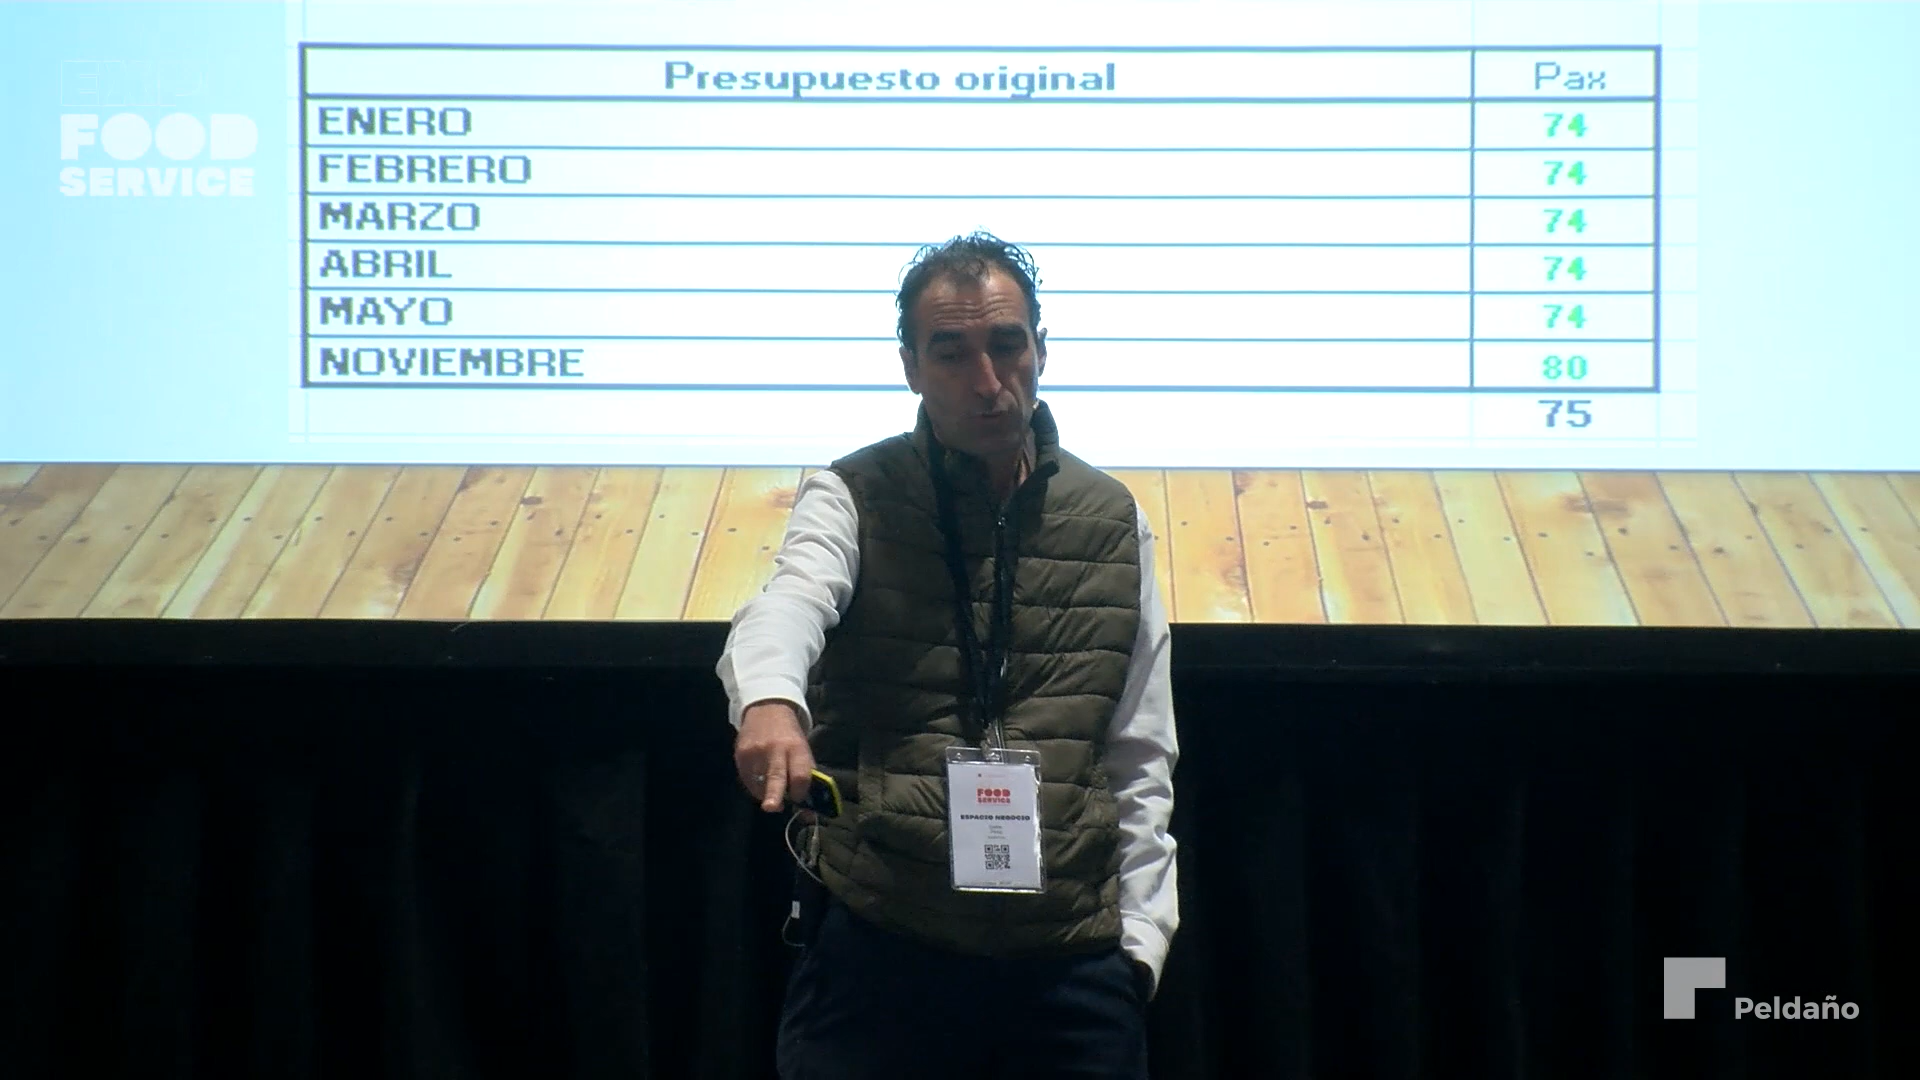 EXPO
FOOD
SERVICE
Presupuesto original Pax
ENERO 74
FEBRERO 74
MARZO 74
ABRIL 74
MAYO 74
NOVIEMBRE 80
75
FOOD
SERVICE
ESPACIO NEGOCIO
Peldaño